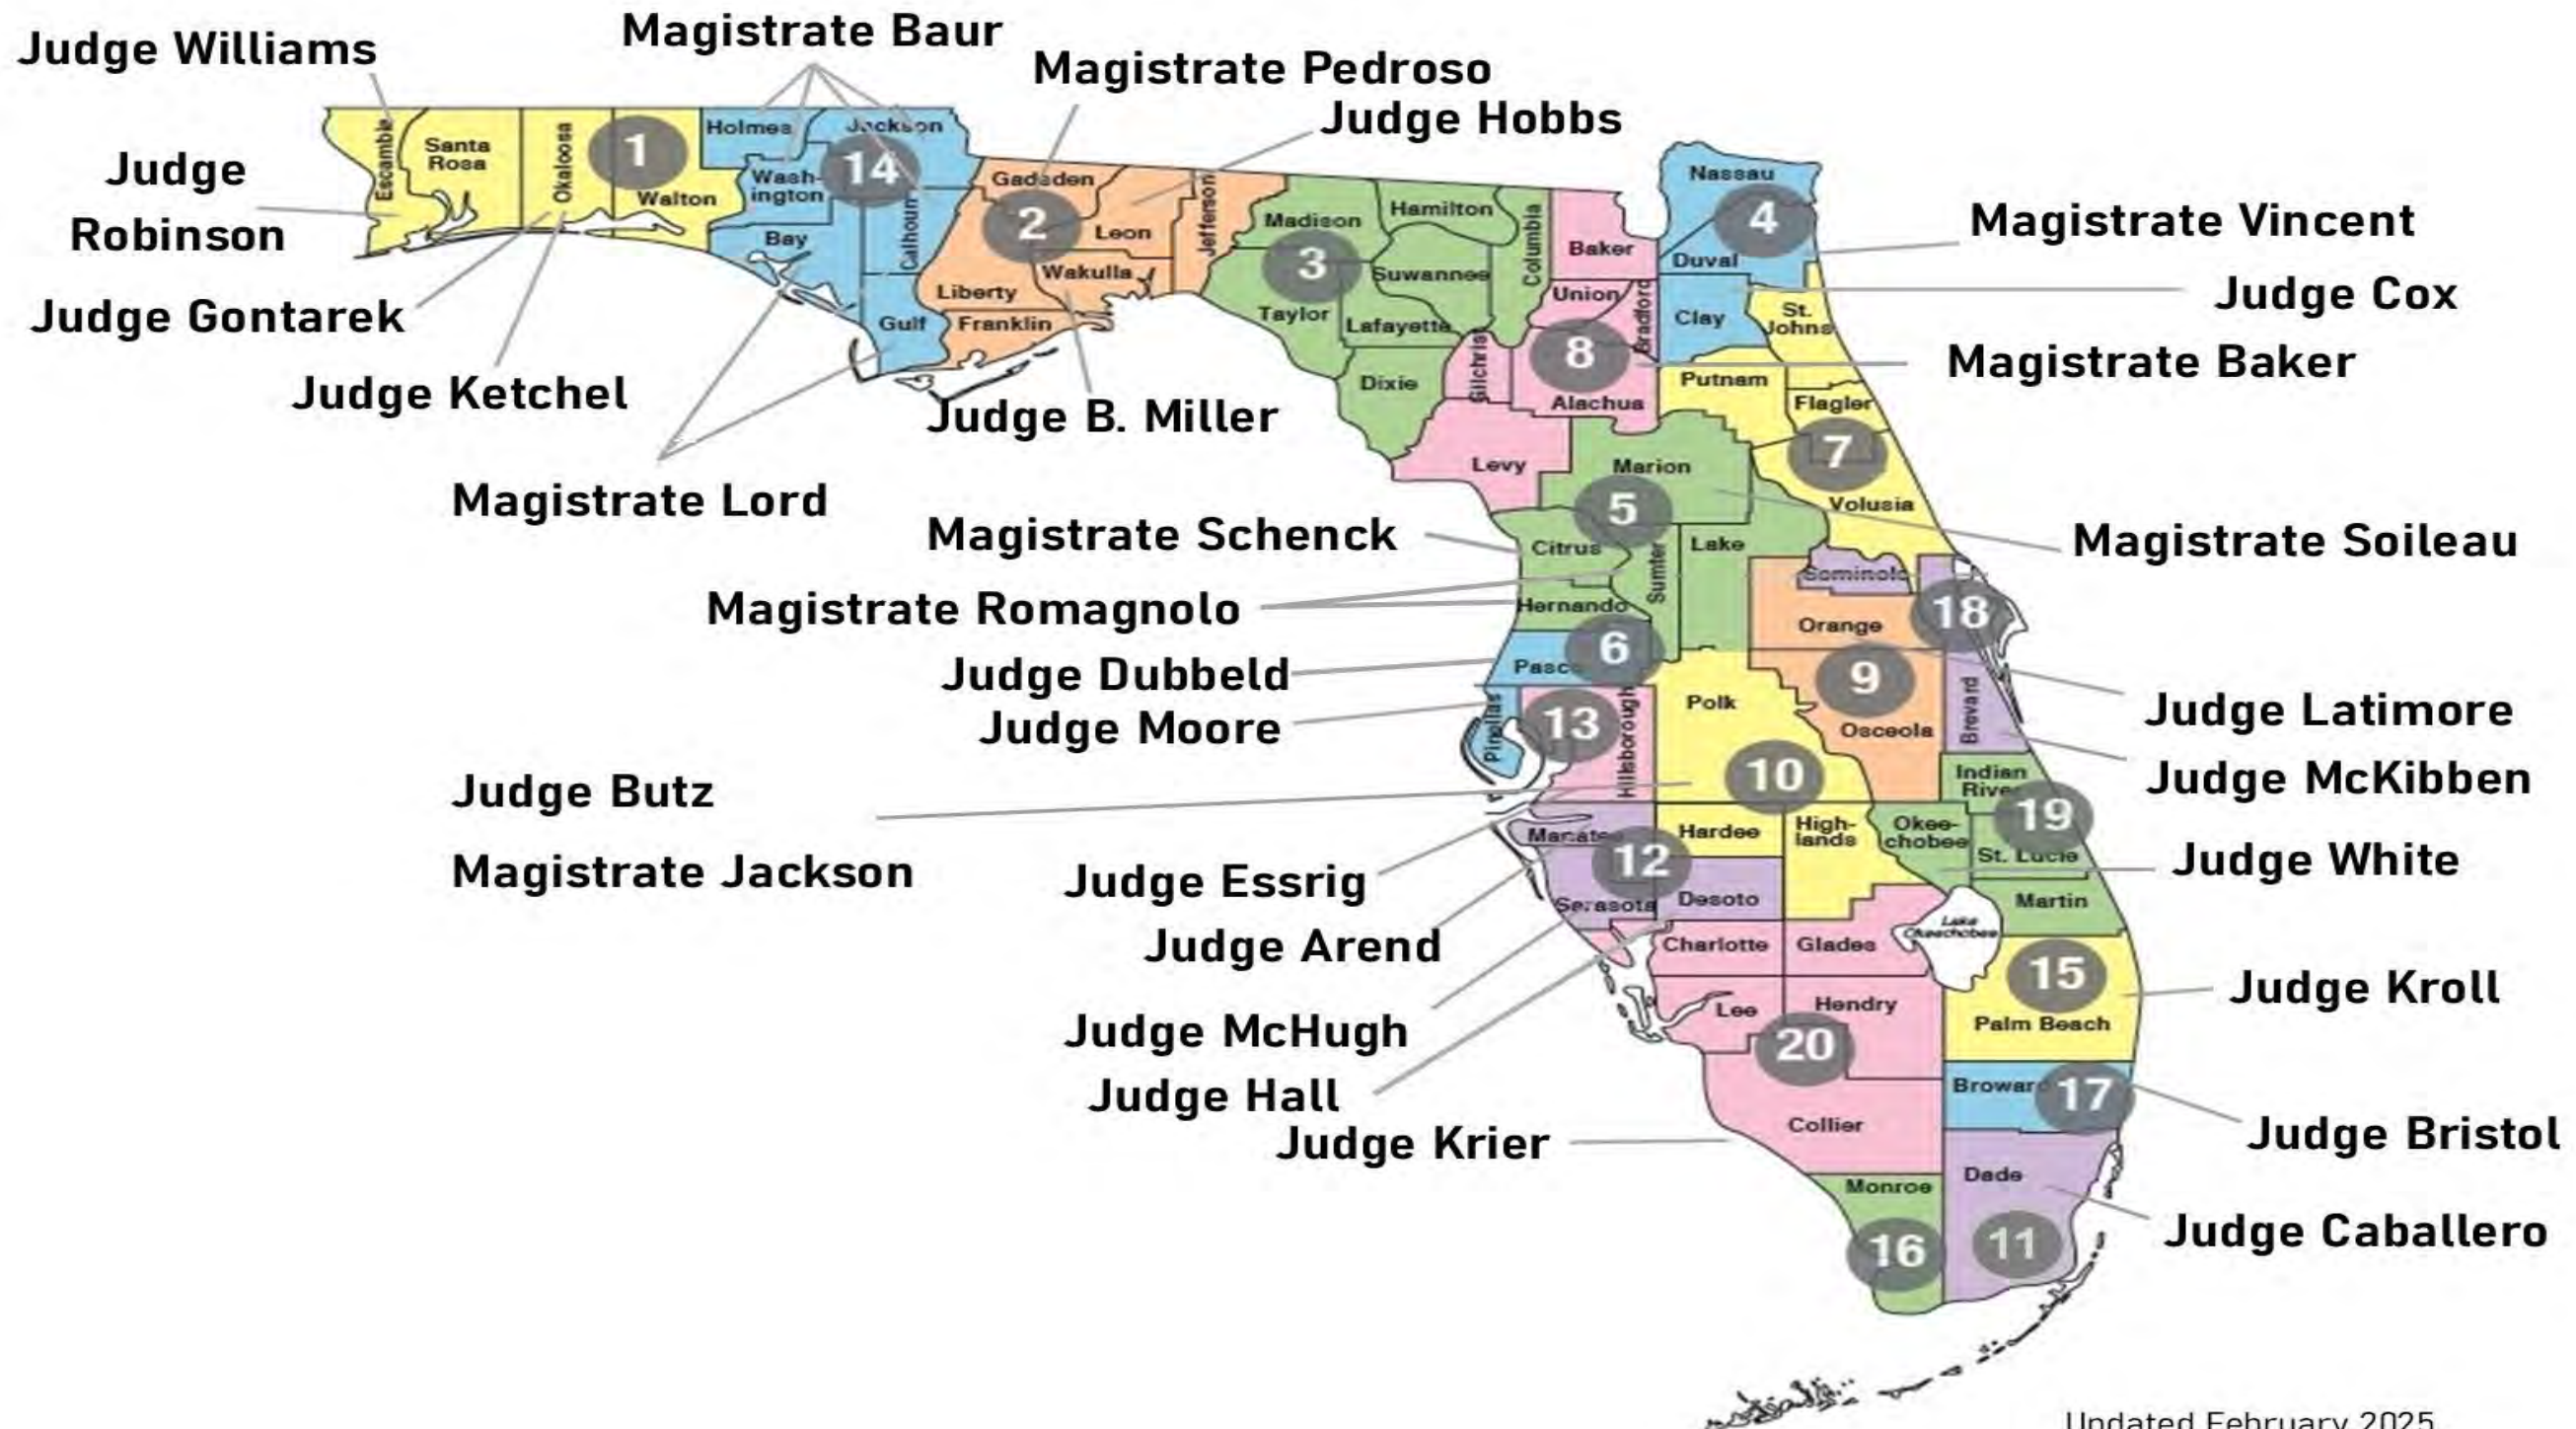 Magistrate Baur
Judge Williams
Magistrate Pedroso
Judge Hobbs
Judge
Robinson
Judge Gontarek
Judge Ketchel
Judge B. Miller
Magistrate Lord
Magistrate Vincent
Judge Cox
Magistrate Baker
Magistrate Schenck
Magistrate Soileau
Magistrate Romagnolo
Judge Dubbeld
Judge Moore
Judge Latimore
Judge McKibben
Judge Butz
Magistrate Jackson
Judge Essrig
Judge White
Judge Arend
Judge Kroll
Judge McHugh
Judge Hall
Judge Krier
Judge Bristol
Judge Caballero
Escambia
Santa
Rosa
Okaloosa
1
Walton
Holmes
Jackson
Wash-
ington
14
Bay
Calhoun
Gulf
Gadsden
2
Leon
Jefferson
Wakulla
Liberty
Franklin
Madison
Hamilton
3
Suwannee
Columbia
Taylor
Lafayette
Dixie
Baker
Union
Bradford
Gilchrist
8
Alachua
Levy
Nassau
4
Duval
Clay
St.
Johns
Putnam
Flagler
7
Volusia
Marion
5
Citrus
Sumter
Lake
Hernando
Seminole
Orange
18
6
Pasco
Pinellas
13
Hillsborough
Polk
9
Osceola
Brevard
10
Indian
River
19
Manatee
Hardee
High-
lands
Okee-
chobee
St. Lucie
12
Sarasota
Desoto
Martin
Charlotte
Glades
Lake
Okeechobee
15
Palm Beach
Lee
Hendry
20
Collier
Broward
17
Dade
Monroe
16
11
Updated February 2025